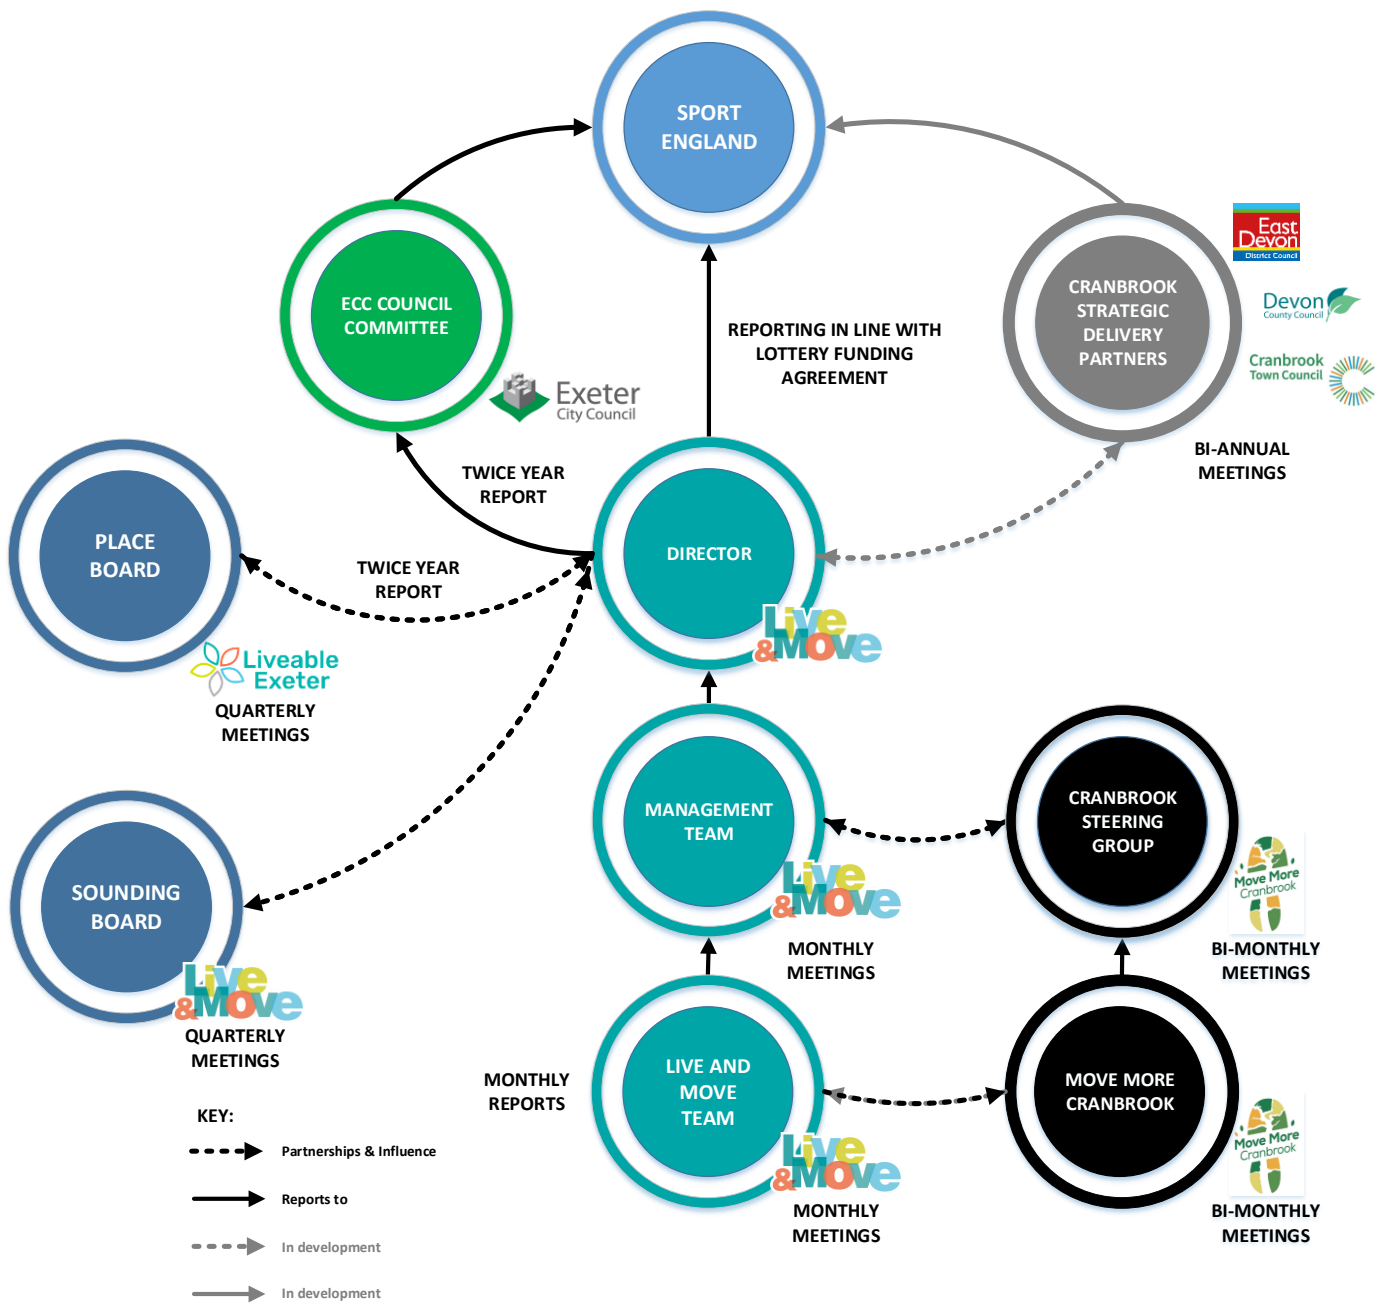 SPORT
ENGLAND
East
Devon
District Council
ECC COUNCIL
COMMITTEE
CRANBROOK
STRATEGIC
DELIVERY
PARTNERS
Devon
County Council
REPORTING IN LINE WITH
LOTTERY FUNDING
AGREEMENT
Cranbrook
Town Council
Exeter
City Council
BI-ANNUAL
MEETINGS
TWICE YEAR
REPORT
PLACE
BOARD
TWICE YEAR
REPORT
DIRECTOR
Live
&Move
Liveable
Exeter
QUARTERLY
MEETINGS
MANAGEMENT
TEAM
CRANBROOK
STEERING
GROUP
Live
&Move
Move More
Cranbrook
SOUNDING
BOARD
MONTHLY
MEETINGS
BI-MONTHLY
MEETINGS
Live
&Move
QUARTERLY
MEETINGS
MONTHLY
REPORTS
LIVE AND
MOVE
TEAM
MOVE MORE
CRANBROOK
Live
&Move
Move More
Cranbrook
MONTHLY
MEETINGS
BI-MONTHLY
MEETINGS
KEY:
Partnerships & Influence
Reports to
In development
In development